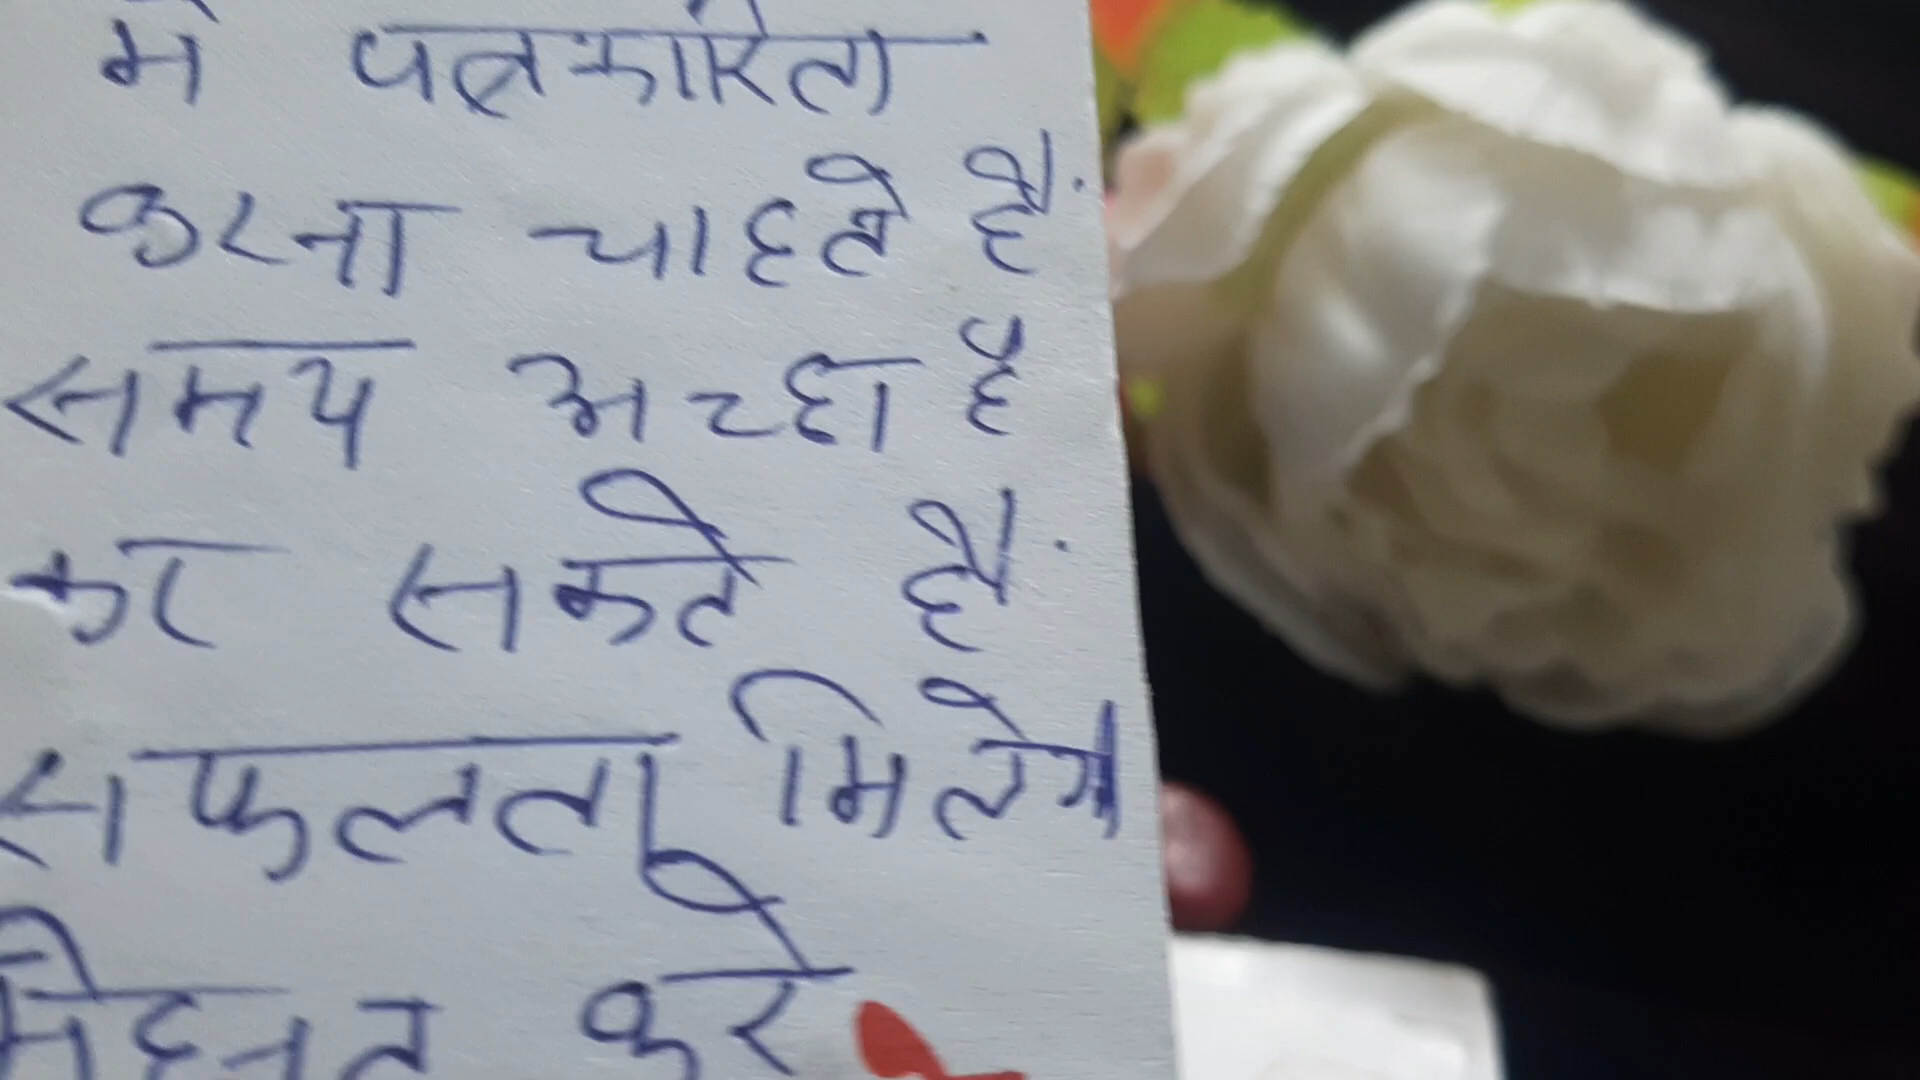 में पत्रकारिता
करना चाहते हैं
समय अच्छा है
कर सकते हैं
सफलता मिलेगा
मिहनत करे